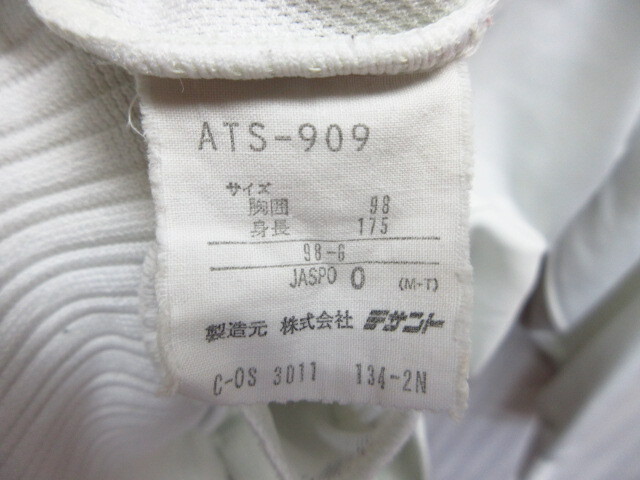 ATS-909
サイズ
胸囲 98
身長 175
98-G
JASPO O (M+T)
製造元 株式会社 デサント
C-OS 3011 134-2N